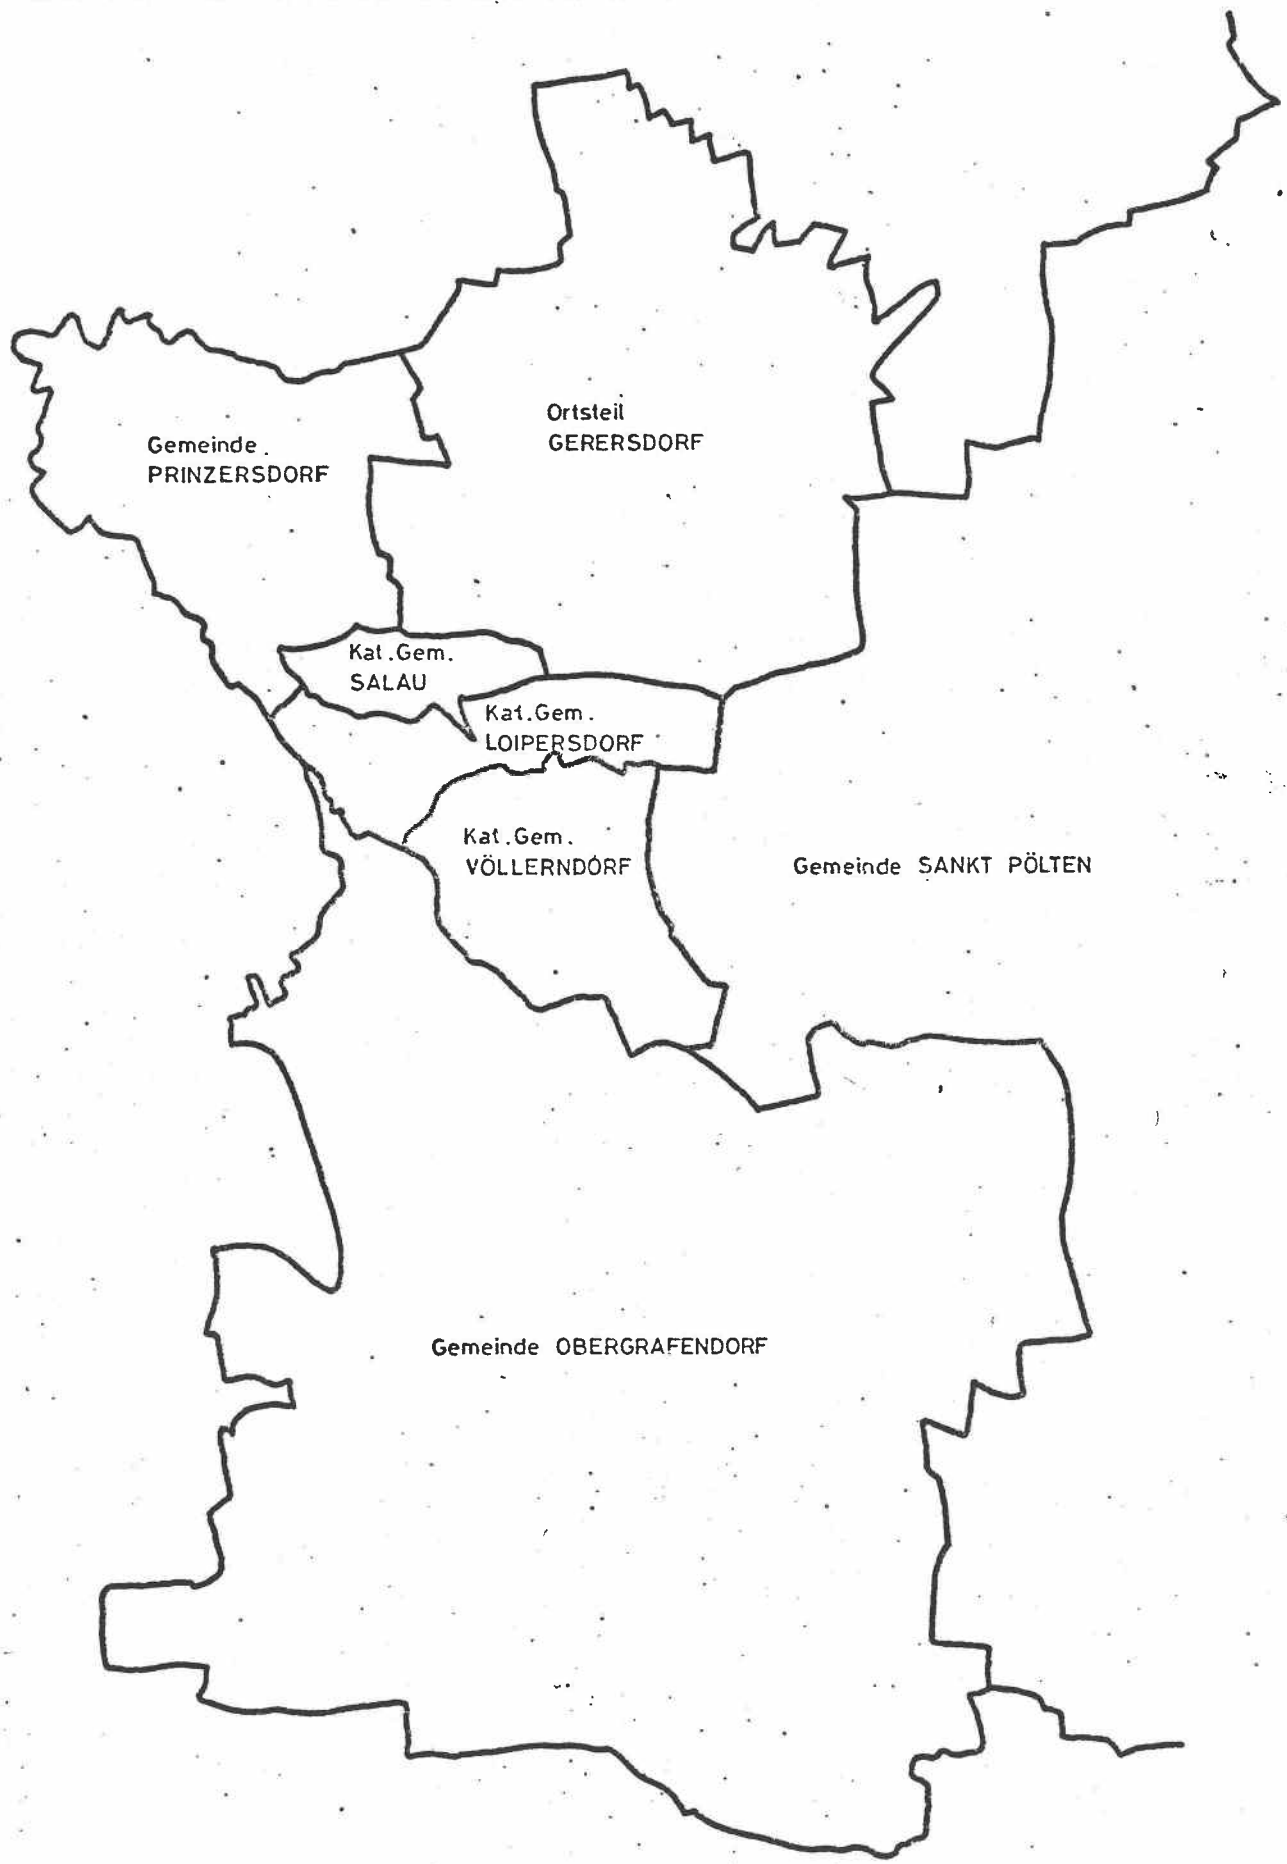 Ortsteil
GERERSDORF
Gemeinde
PRINZERSDORF
Kat.Gem.
SALAU
Kat.Gem.
LOIPERSDORF
Kat.Gem.
VÖLLERNDORF
Gemeinde SANKT PÖLTEN
Gemeinde OBERGRAFENDORF